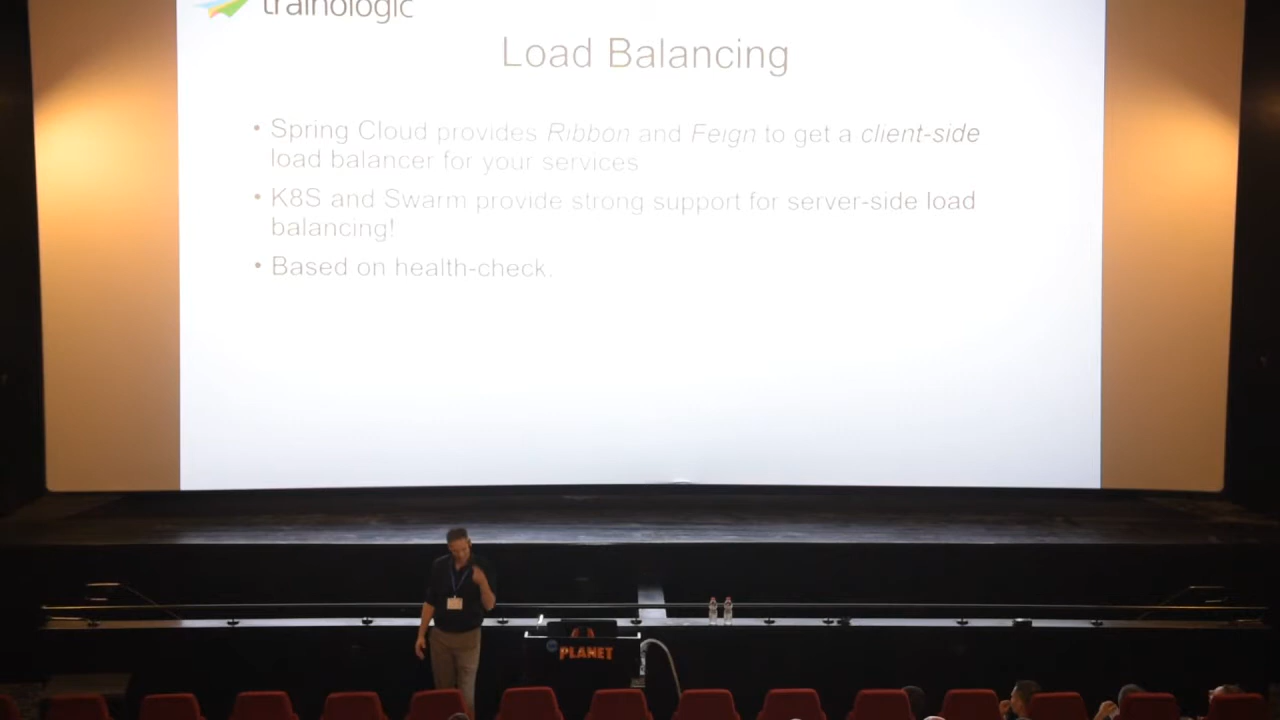 trainologic
Load Balancing
• Spring Cloud provides Ribbon and Feign to get a client-side
load balancer for your services
• K8S and Swarm provide strong support for server-side load
balancing!
• Based on health-check.
PLANET